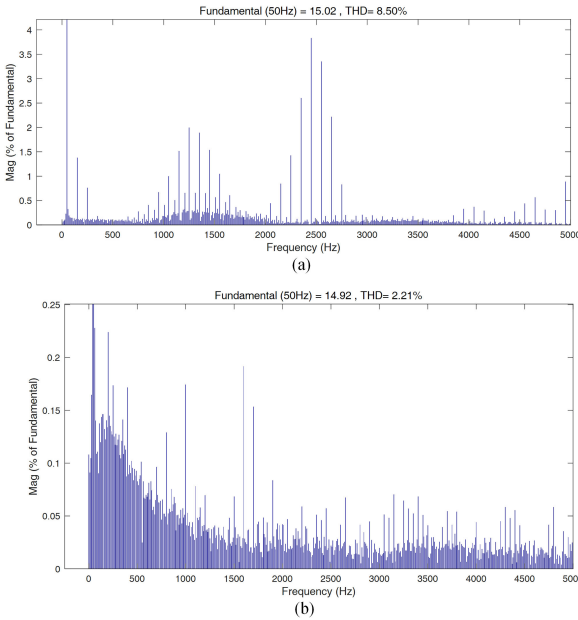 Fundamental (50Hz) = 15.02 , THD= 8.50%
4
3.5
3
2.5
2
1.5
1
0.5
0
Mag (% of Fundamental)
0 500 1000 1500 2000 2500 3000 3500 4000 4500 5000
Frequency (Hz)
(a)
Fundamental (50Hz) = 14.92 , THD= 2.21%
0.25
0.2
0.15
0.1
0.05
0
Mag (% of Fundamental)
0 500 1000 1500 2000 2500 3000 3500 4000 4500 5000
Frequency (Hz)
(b)